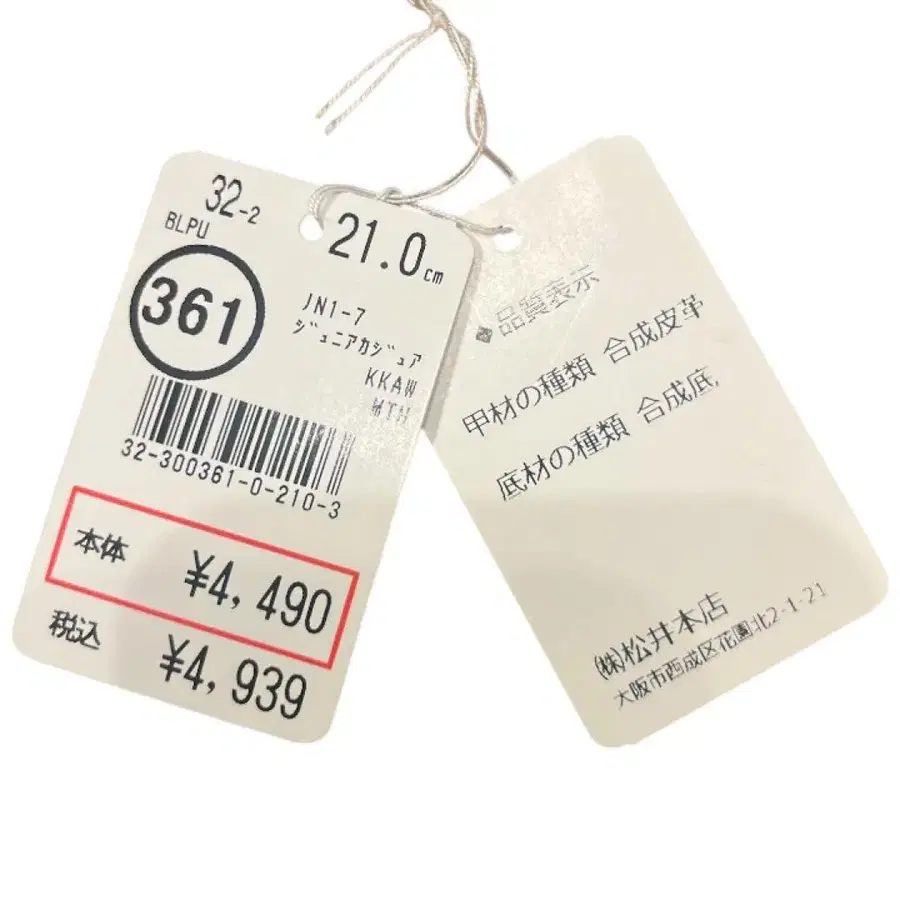 32-2
BLPU
21.0cm
361
JN1-7
ジュニアカジュア
KKAW
WTH
32-300361-0-210-3
本体 ¥4,490
税込 ¥4,939
品質表示
甲材の種類 合成皮革
底材の種類 合成底
㈱松井本店
大阪市西成区花園北2-1-21